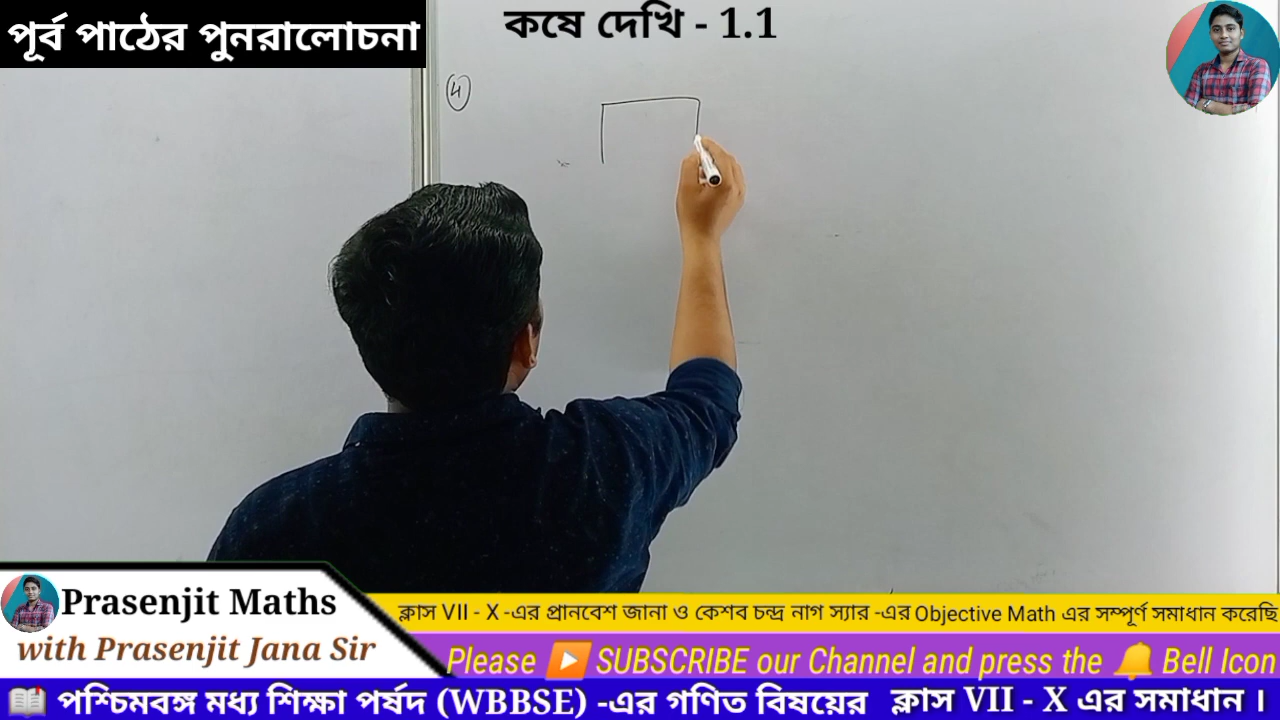 পূর্ব পাঠের পুনরালোচনা
কষে দেখি - 1.1
4
Prasenjit Maths
with Prasenjit Jana Sir
ক্লাস VII - X -এর প্রানবেশ জানা ও কেশব চন্দ্র নাগ স্যার -এর Objective Math এর সম্পূর্ণ সমাধান করেছি
Please ▶️ SUBSCRIBE our Channel and press the 🔔 Bell Icon
📖 পশ্চিমবঙ্গ মধ্য শিক্ষা পর্ষদ (WBBSE) -এর গণিত বিষয়ের ক্লাস VII - X এর সমাধান ।